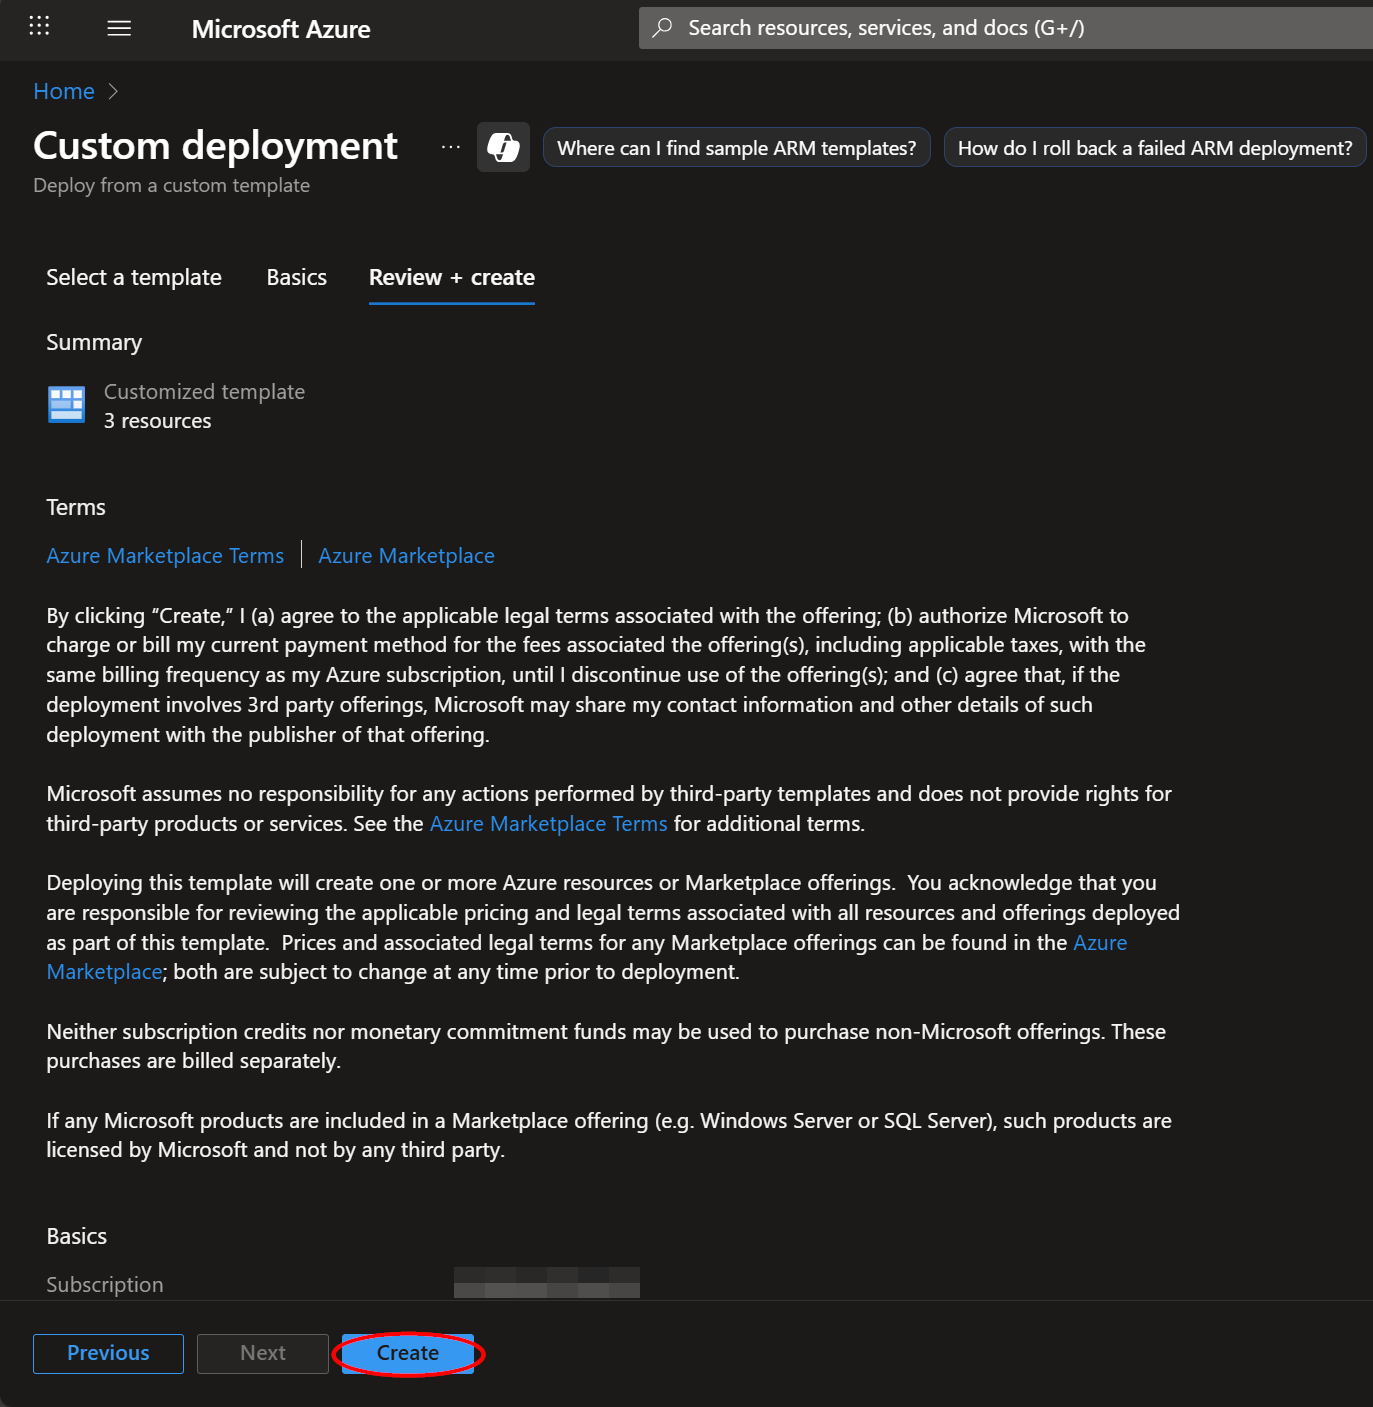 Microsoft Azure
Search resources, services, and docs (G+/)
Home
Custom deployment
Where can I find sample ARM templates?
How do I roll back a failed ARM deployment?
Deploy from a custom template
Select a template
Basics
Review + create
Summary
Customized template
3 resources
Terms
Azure Marketplace Terms
Azure Marketplace
By clicking “Create,” I (a) agree to the applicable legal terms associated with the offering; (b) authorize Microsoft to
charge or bill my current payment method for the fees associated the offering(s), including applicable taxes, with the
same billing frequency as my Azure subscription, until I discontinue use of the offering(s); and (c) agree that, if the
deployment involves 3rd party offerings, Microsoft may share my contact information and other details of such
deployment with the publisher of that offering.
Microsoft assumes no responsibility for any actions performed by third-party templates and does not provide rights for
third-party products or services. See the Azure Marketplace Terms for additional terms.
Deploying this template will create one or more Azure resources or Marketplace offerings.  You acknowledge that you
are responsible for reviewing the applicable pricing and legal terms associated with all resources and offerings deployed
as part of this template.  Prices and associated legal terms for any Marketplace offerings can be found in the Azure
Marketplace; both are subject to change at any time prior to deployment.
Neither subscription credits nor monetary commitment funds may be used to purchase non-Microsoft offerings. These
purchases are billed separately.
If any Microsoft products are included in a Marketplace offering (e.g. Windows Server or SQL Server), such products are
licensed by Microsoft and not by any third party.
Basics
Subscription
Previous
Next
Create